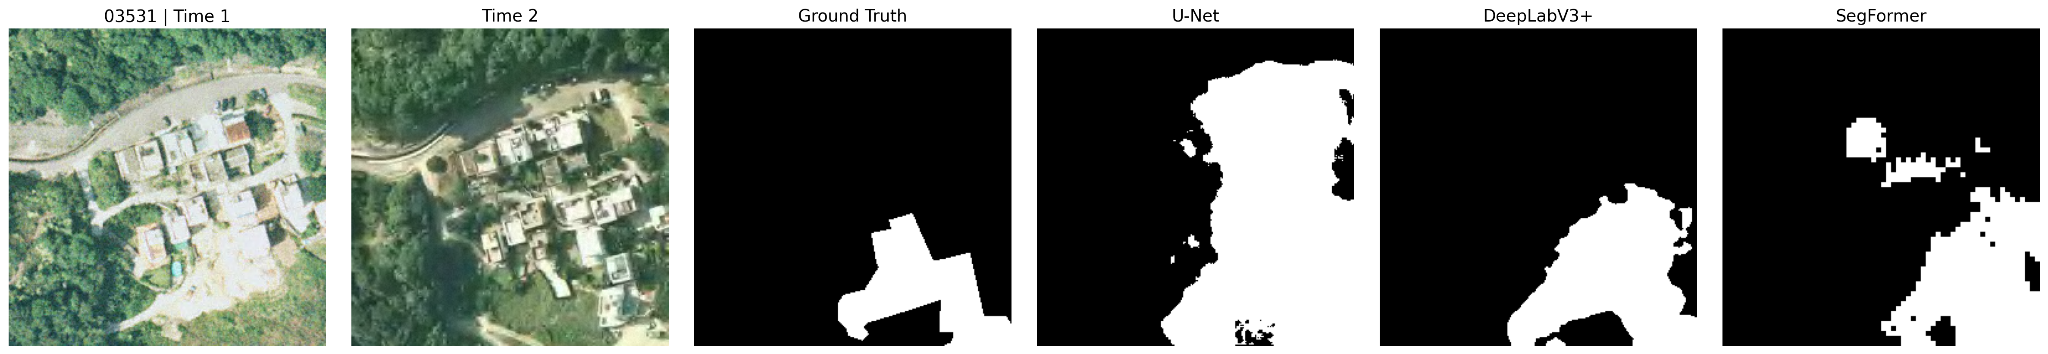 03531 | Time 1
Time 2
Ground Truth
U-Net
DeepLabV3+
SegFormer